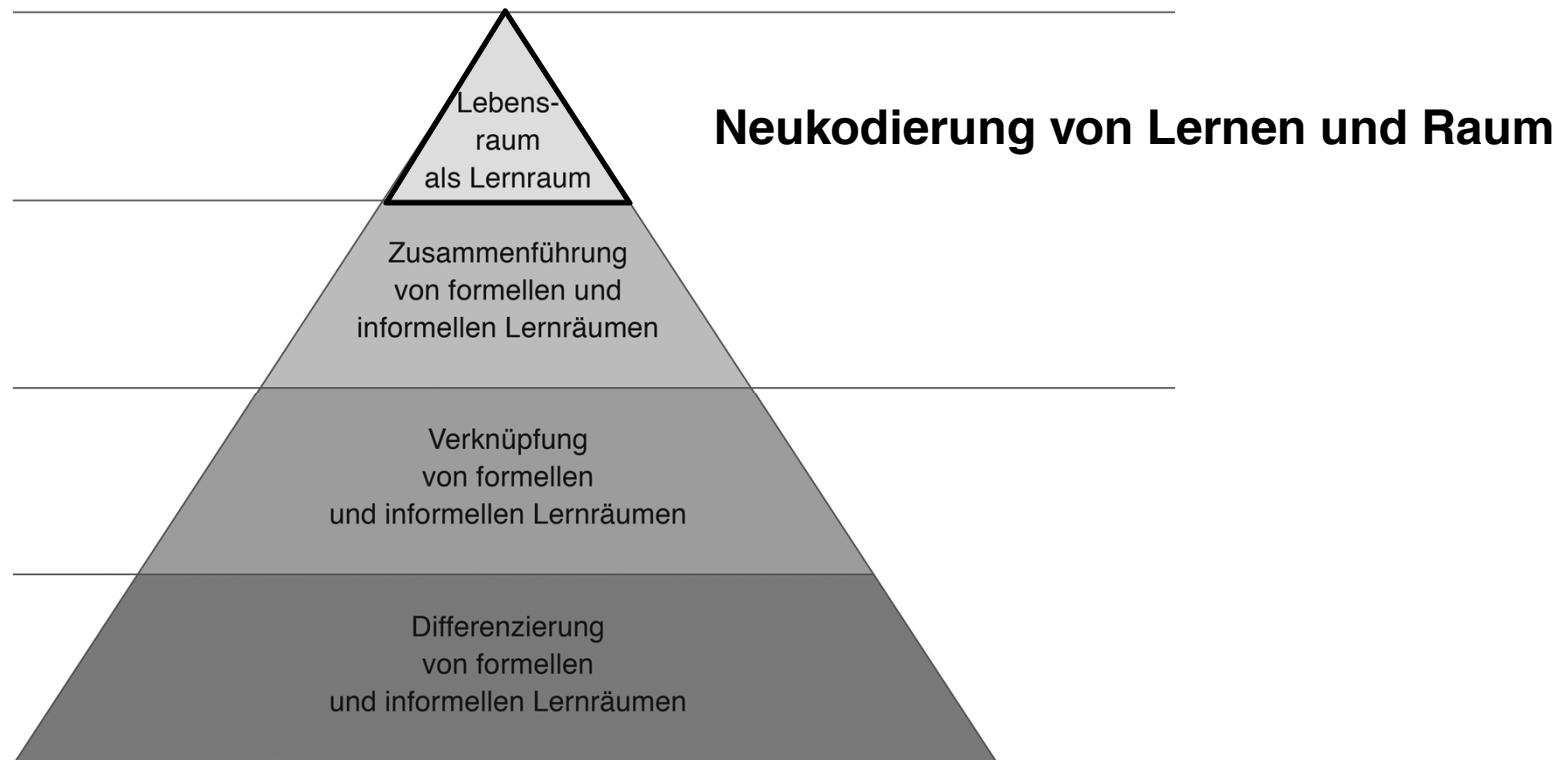 Lebens-
raum
als Lernraum
Neukodierung von Lernen und Raum
Zusammenführung
von formellen und
informellen Lernräumen
Verknüpfung
von formellen
und informellen Lernräumen
Differenzierung
von formellen
und informellen Lernräumen